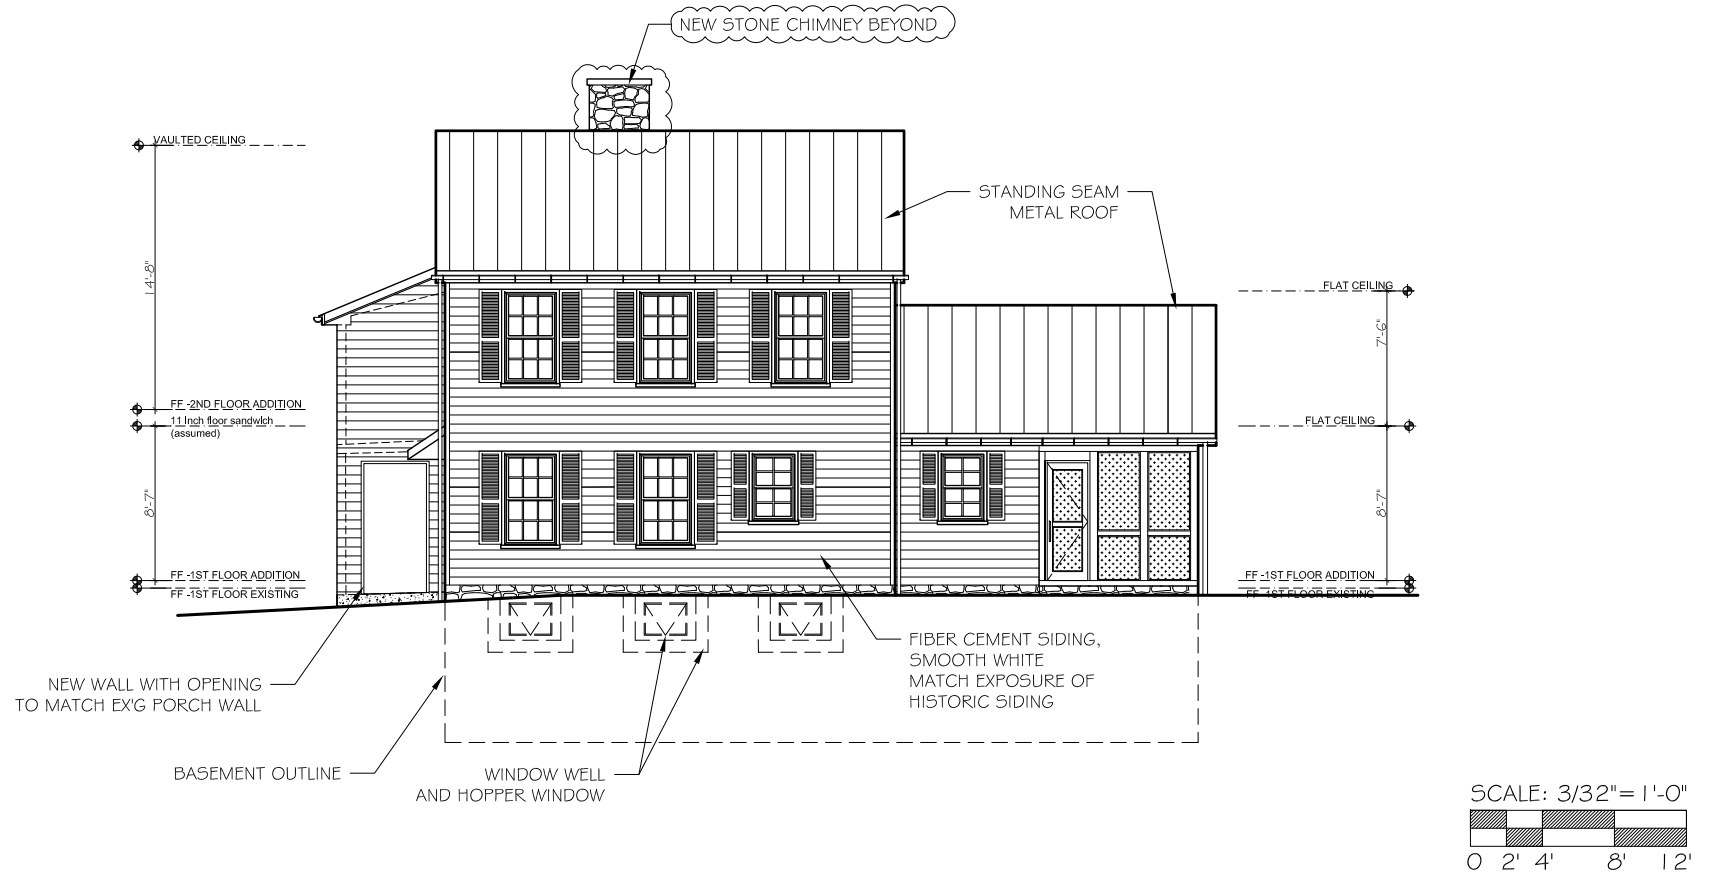 NEW STONE CHIMNEY BEYOND
VAULTED CEILING
STANDING SEAM
METAL ROOF
14'-8"
FLAT CEILING
7'-6"
FF -2ND FLOOR ADDITION
11 inch floor sandwich
(assumed)
FLAT CEILING
8'-7"
8'-7"
FF -1ST FLOOR ADDITION
FF -1ST FLOOR EXISTING
FF -1ST FLOOR ADDITION
FF -1ST FLOOR EXISTING
FIBER CEMENT SIDING,
SMOOTH WHITE
MATCH EXPOSURE OF
HISTORIC SIDING
NEW WALL WITH OPENING
TO MATCH EX'G PORCH WALL
BASEMENT OUTLINE
WINDOW WELL
AND HOPPER WINDOW
SCALE: 3/32"=1'-0"
0 2' 4' 8' 12'